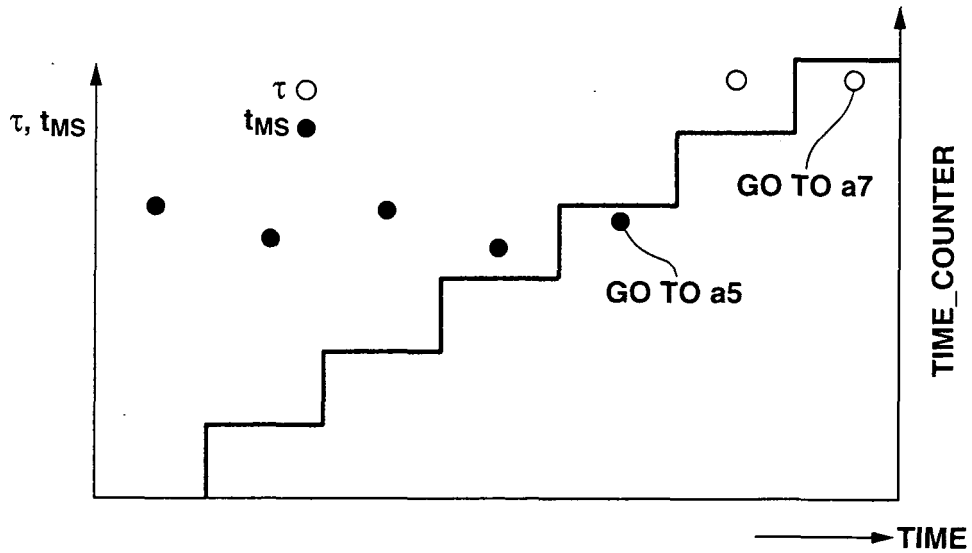 τ
τ, tMS
tMS
GO TO a7
GO TO a5
TIME_COUNTER
TIME